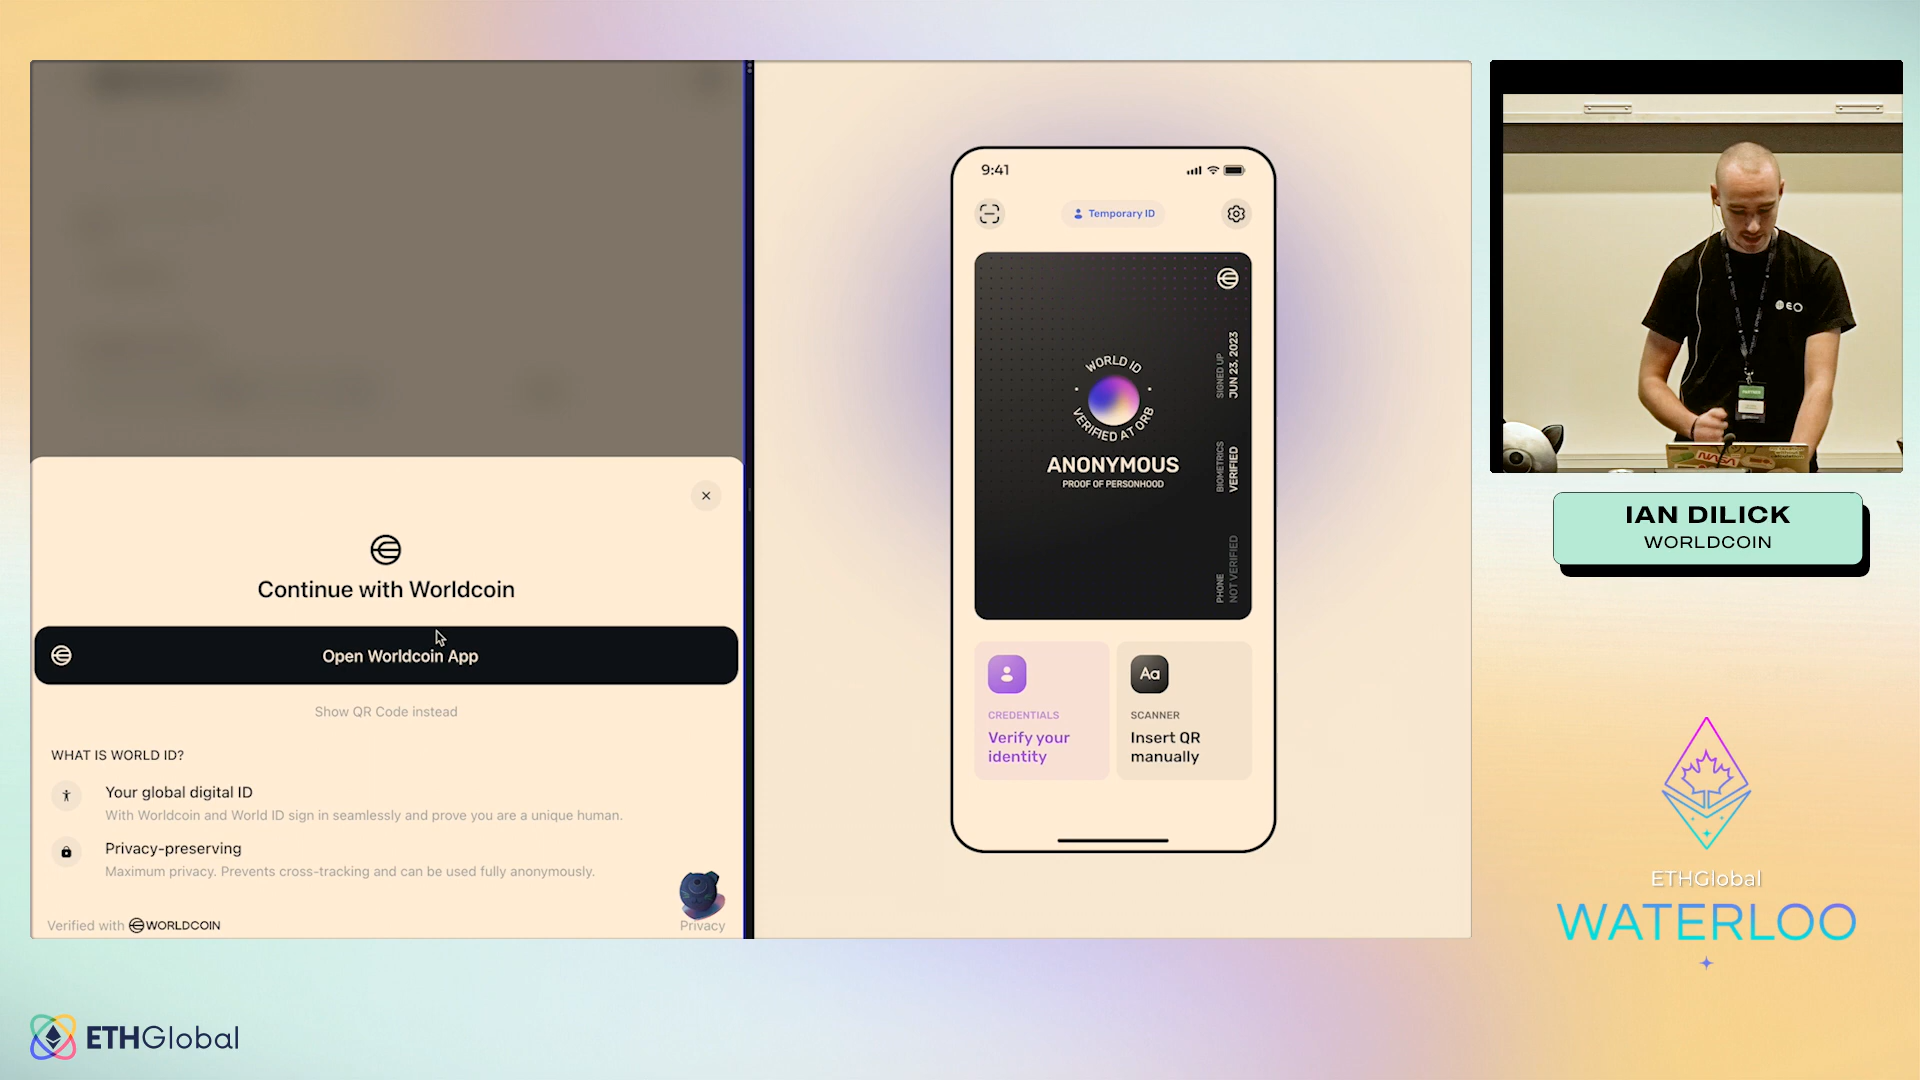 Continue with Worldcoin
Open Worldcoin App
Show QR Code instead
WHAT IS WORLD ID?
Your global digital ID
With Worldcoin and World ID sign in seamlessly and prove you are a unique human.
Privacy-preserving
Maximum privacy. Prevents cross-tracking and can be used fully anonymously.
Verified with WORLDCOIN
Privacy
9:41
Temporary ID
WORLD ID
VERIFIED AT ORB
ANONYMOUS
PROOF OF PERSONHOOD
SIGNED UP
JUN 23, 2023
BIOMETRICS
VERIFIED
PHONE
NOT VERIFIED
CREDENTIALS
Verify your
identity
Aa
SCANNER
Insert QR
manually
NASA
IAN DILICK
WORLDCOIN
ETHGlobal
WATERLOO
ETHGlobal